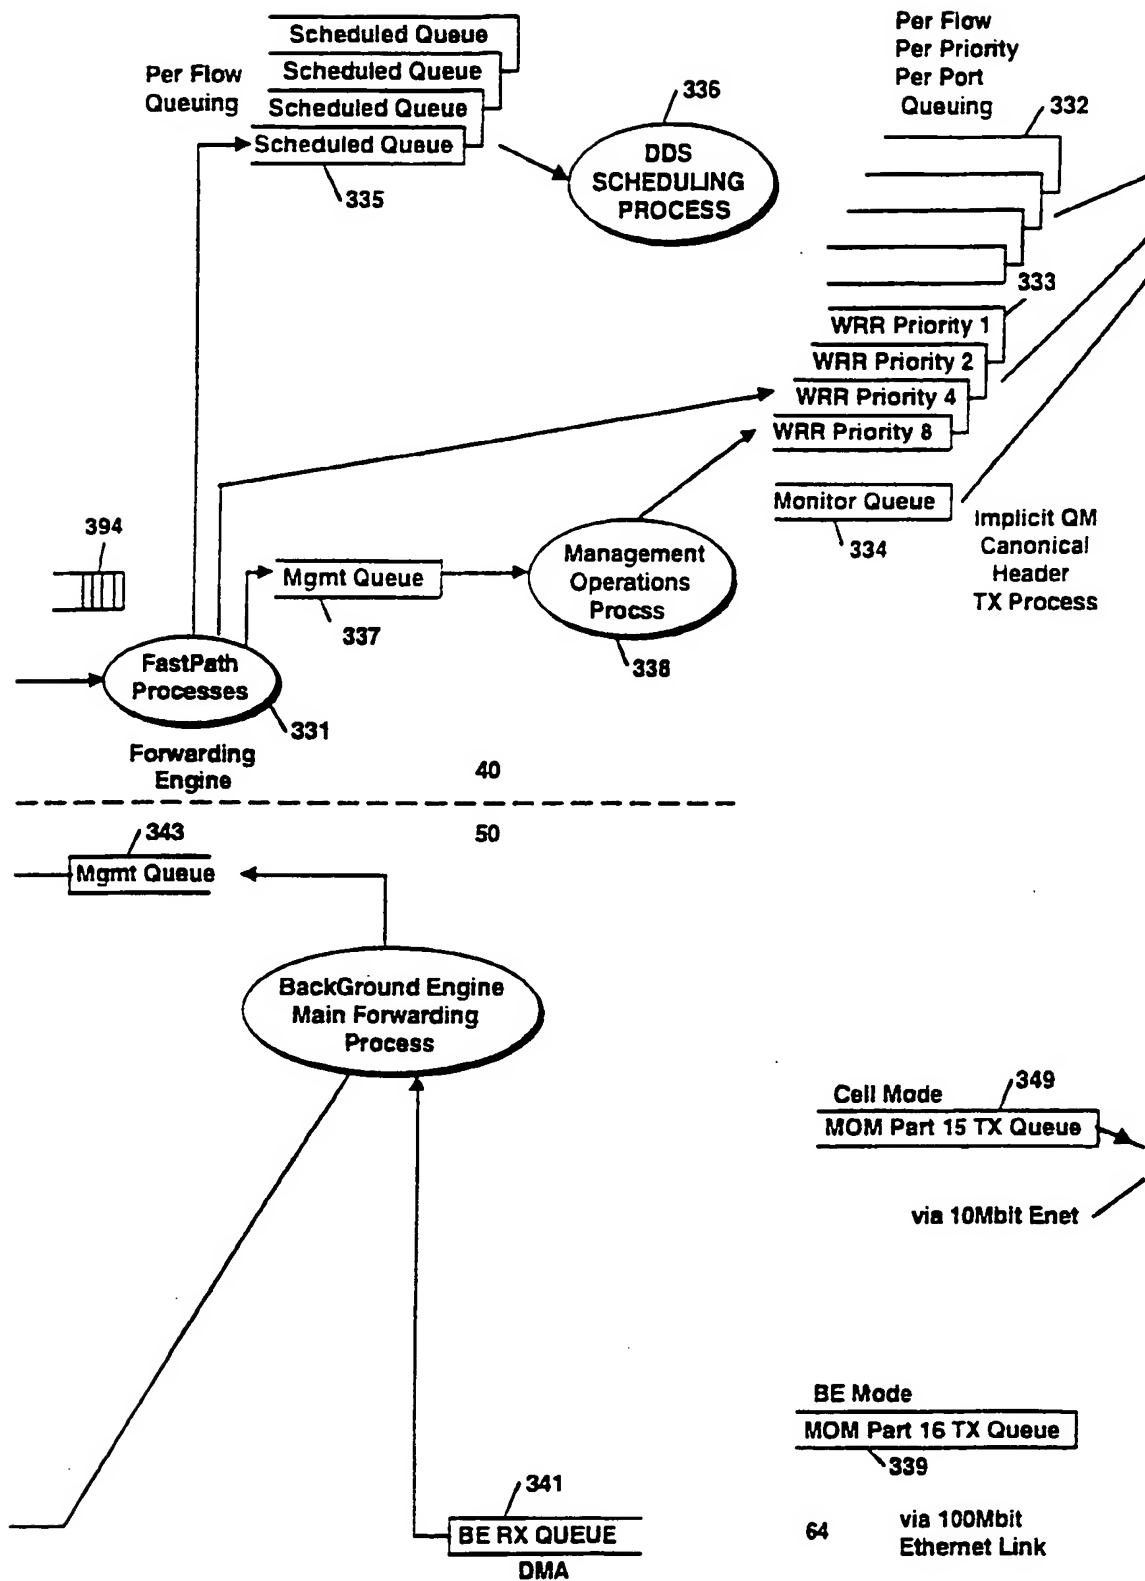 Scheduled Queue
Scheduled Queue
Scheduled Queue
Scheduled Queue
Per Flow
Queuing
335
336
DDS
SCHEDULING
PROCESS
Per Flow
Per Priority
Per Port
Queuing
332
333
WRR Priority 1
WRR Priority 2
WRR Priority 4
WRR Priority 8
Monitor Queue
334
Implicit QM
Canonical
Header
TX Process
394
Mgmt Queue
337
Management
Operations
Procss
338
FastPath
Processes
331
Forwarding
Engine
40
50
343
Mgmt Queue
BackGround Engine
Main Forwarding
Process
Cell Mode
349
MOM Part 15 TX Queue
via 10Mbit Enet
BE Mode
MOM Part 16 TX Queue
339
341
BE RX QUEUE
DMA
64
via 100Mbit
Ethernet Link